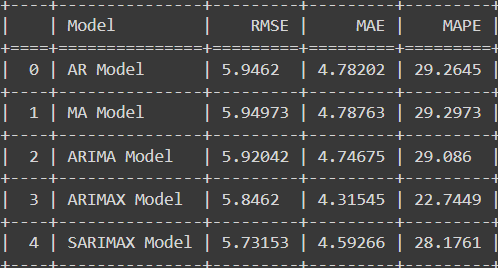 +----+---------------+---------+---------+---------+
|    | Model         |    RMSE |     MAE |    MAPE |
+====+===============+=========+=========+=========+
|  0 | AR Model      | 5.9462  | 4.78202 | 29.2645 |
+----+---------------+---------+---------+---------+
|  1 | MA Model      | 5.94973 | 4.78763 | 29.2973 |
+----+---------------+---------+---------+---------+
|  2 | ARIMA Model   | 5.92042 | 4.74675 | 29.086  |
+----+---------------+---------+---------+---------+
|  3 | ARIMAX Model  | 5.8462  | 4.31545 | 22.7449 |
+----+---------------+---------+---------+---------+
|  4 | SARIMAX Model | 5.73153 | 4.59266 | 28.1761 |
+----+---------------+---------+---------+---------+